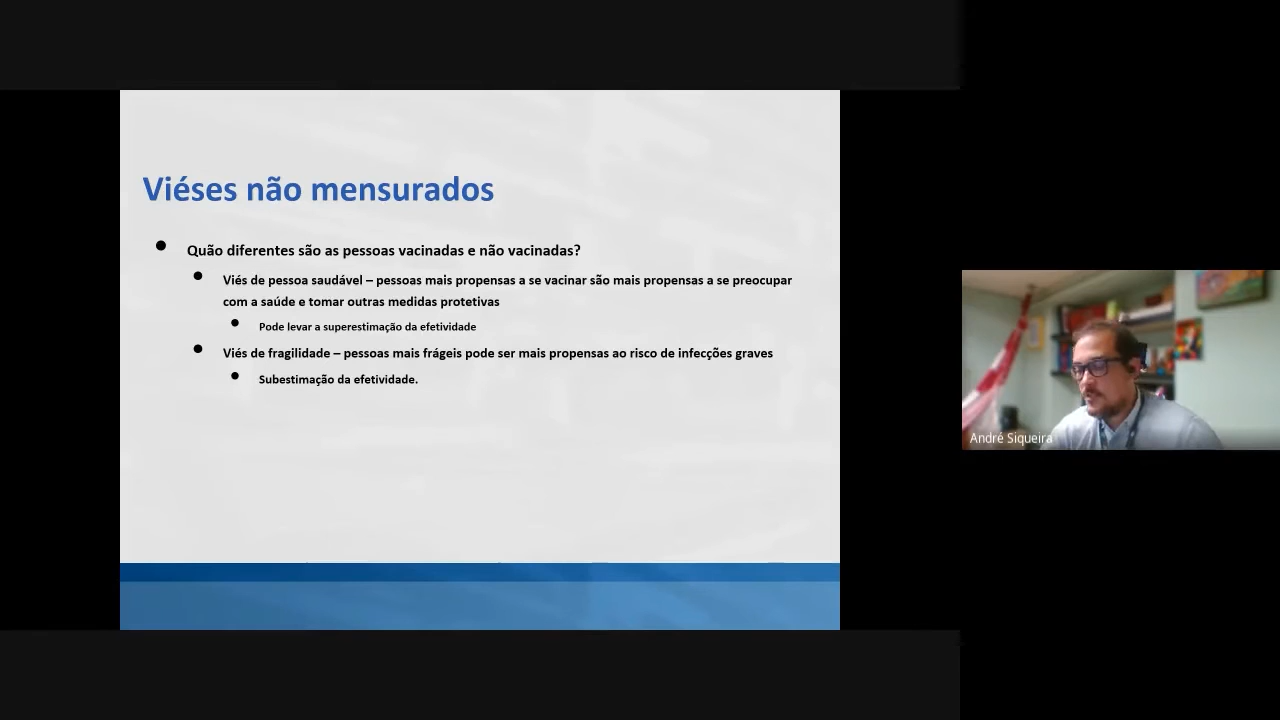 Viéses não mensurados
Quão diferentes são as pessoas vacinadas e não vacinadas?
Viés de pessoa saudável – pessoas mais propensas a se vacinar são mais propensas a se preocupar
com a saúde e tomar outras medidas protetivas
Pode levar a superestimação da efetividade
Viés de fragilidade – pessoas mais frágeis pode ser mais propensas ao risco de infecções graves
Subestimação da efetividade.
André Siqueira